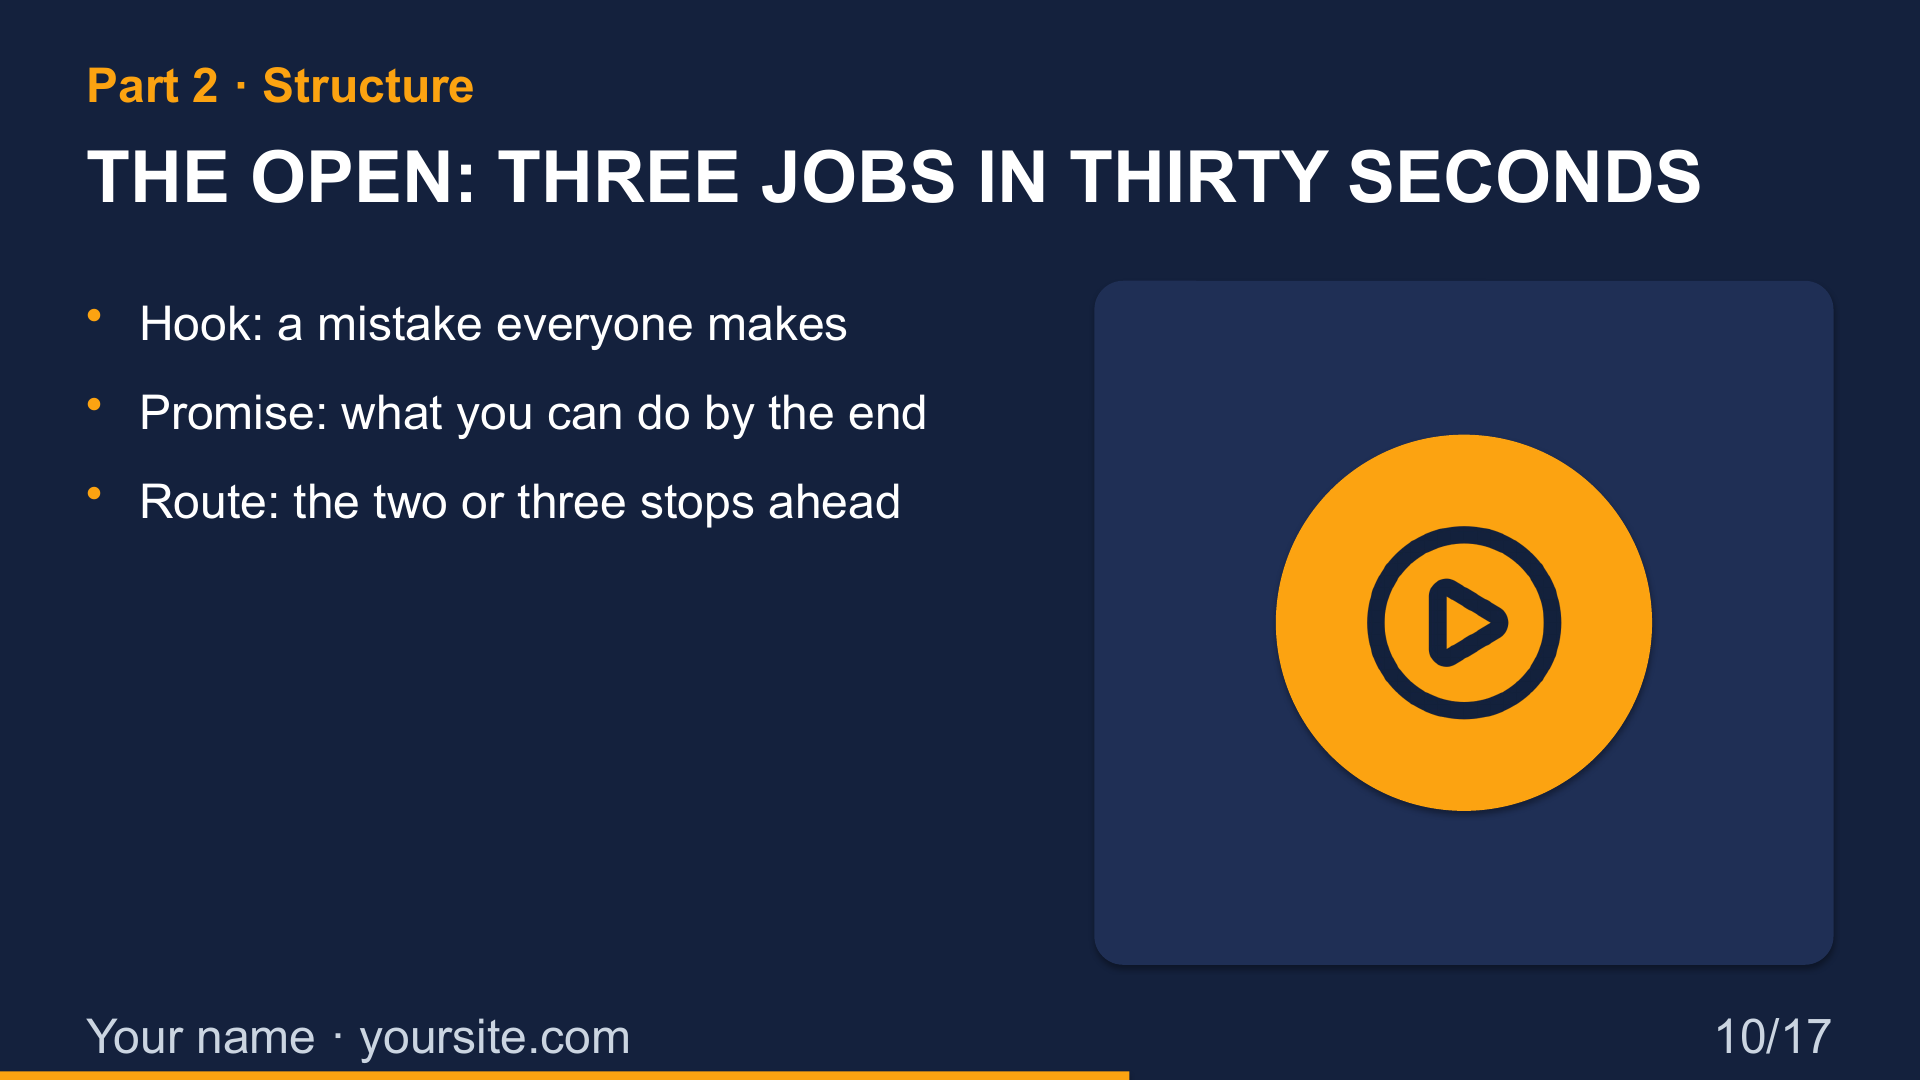 Part 2 · Structure
THE OPEN: THREE JOBS IN THIRTY SECONDS
• Hook: a mistake everyone makes
• Promise: what you can do by the end
• Route: the two or three stops ahead
Your name · yoursite.com
10/17